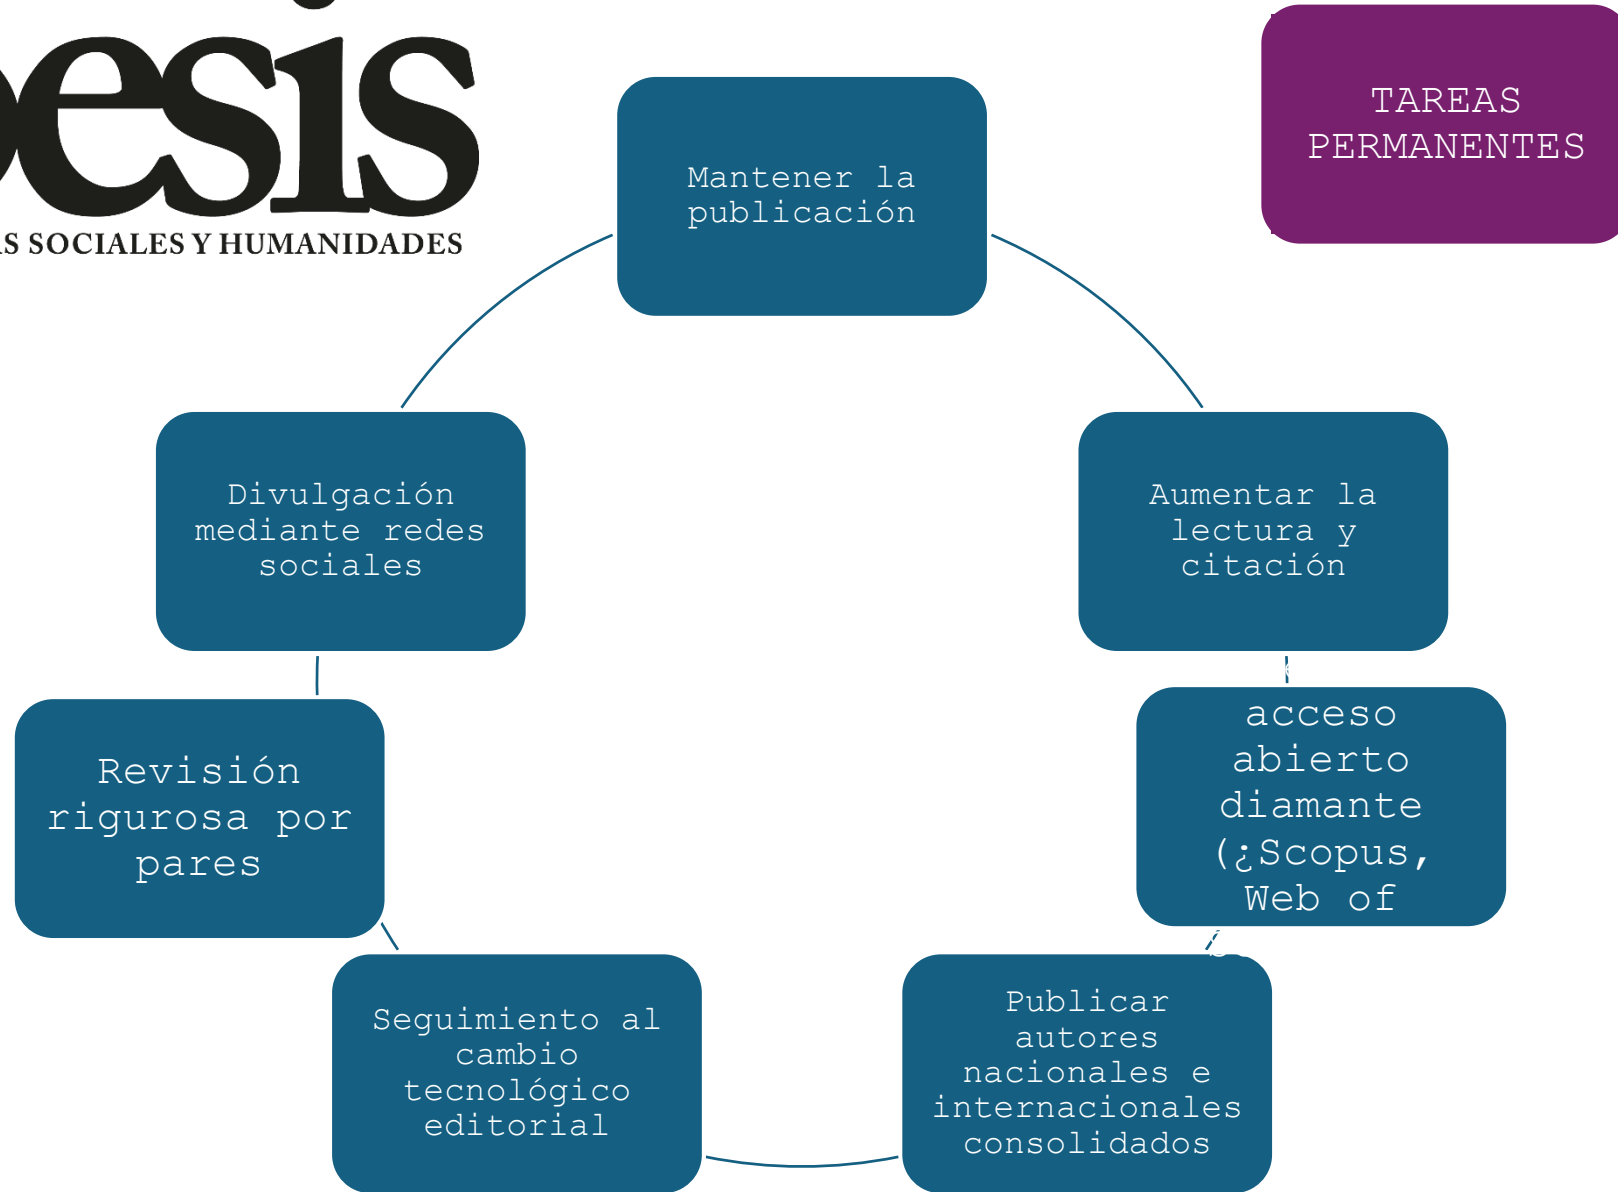 esis
SOCIALES Y HUMANIDADES
TAREAS
PERMANENTES
Mantener la
publicación
Aumentar la
lectura y
citación
acceso
abierto
diamante
(¿Scopus,
Web of
Publicar
autores
nacionales e
internacionales
consolidados
Seguimiento al
cambio
tecnológico
editorial
Revisión
rigurosa por
pares
Divulgación
mediante redes
sociales